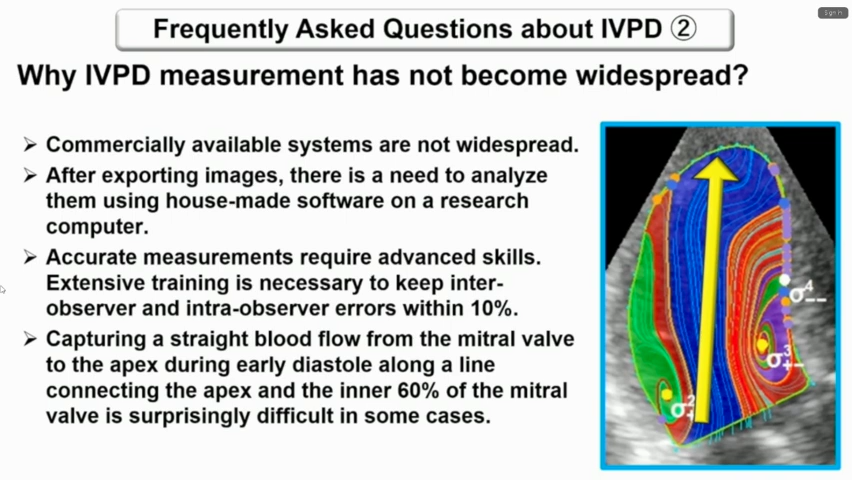 Sign in
Frequently Asked Questions about IVPD ②
Why IVPD measurement has not become widespread?
➢ Commercially available systems are not widespread.
➢ After exporting images, there is a need to analyze
them using house-made software on a research
computer.
➢ Accurate measurements require advanced skills.
Extensive training is necessary to keep inter-
observer and intra-observer errors within 10%.
➢ Capturing a straight blood flow from the mitral valve
to the apex during early diastole along a line
connecting the apex and the inner 60% of the mitral
valve is surprisingly difficult in some cases.
σ⁴₋₋
σ³₊₋
σ²₊